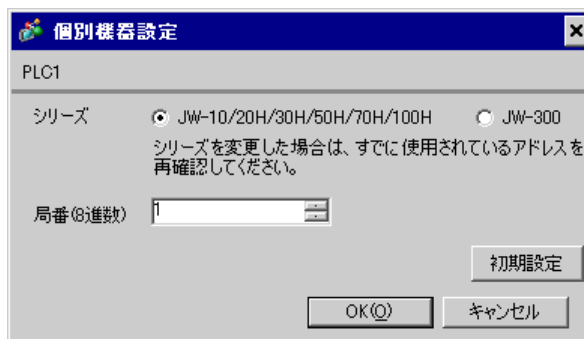 個別機器設定
PLC1
シリーズ JW-10/20H/30H/50H/70H/100H JW-300
シリーズを変更した場合は、すでに使用されているアドレスを
再確認してください。
局番(8進数) 1
初期設定
OK(O) キャンセル